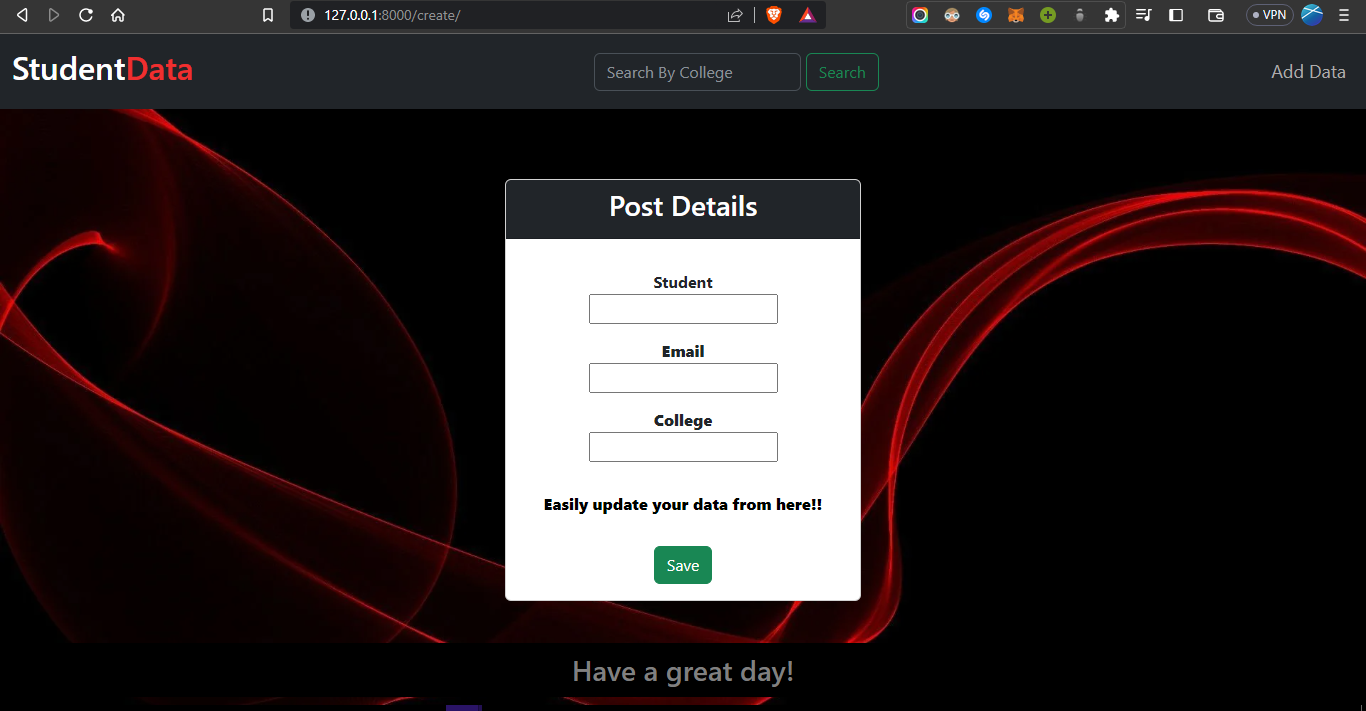 127.0.0.1:8000/create/
VPN
StudentData
Search By College
Search
Add Data
Post Details
Student
Email
College
Easily update your data from here!!
Save
Have a great day!